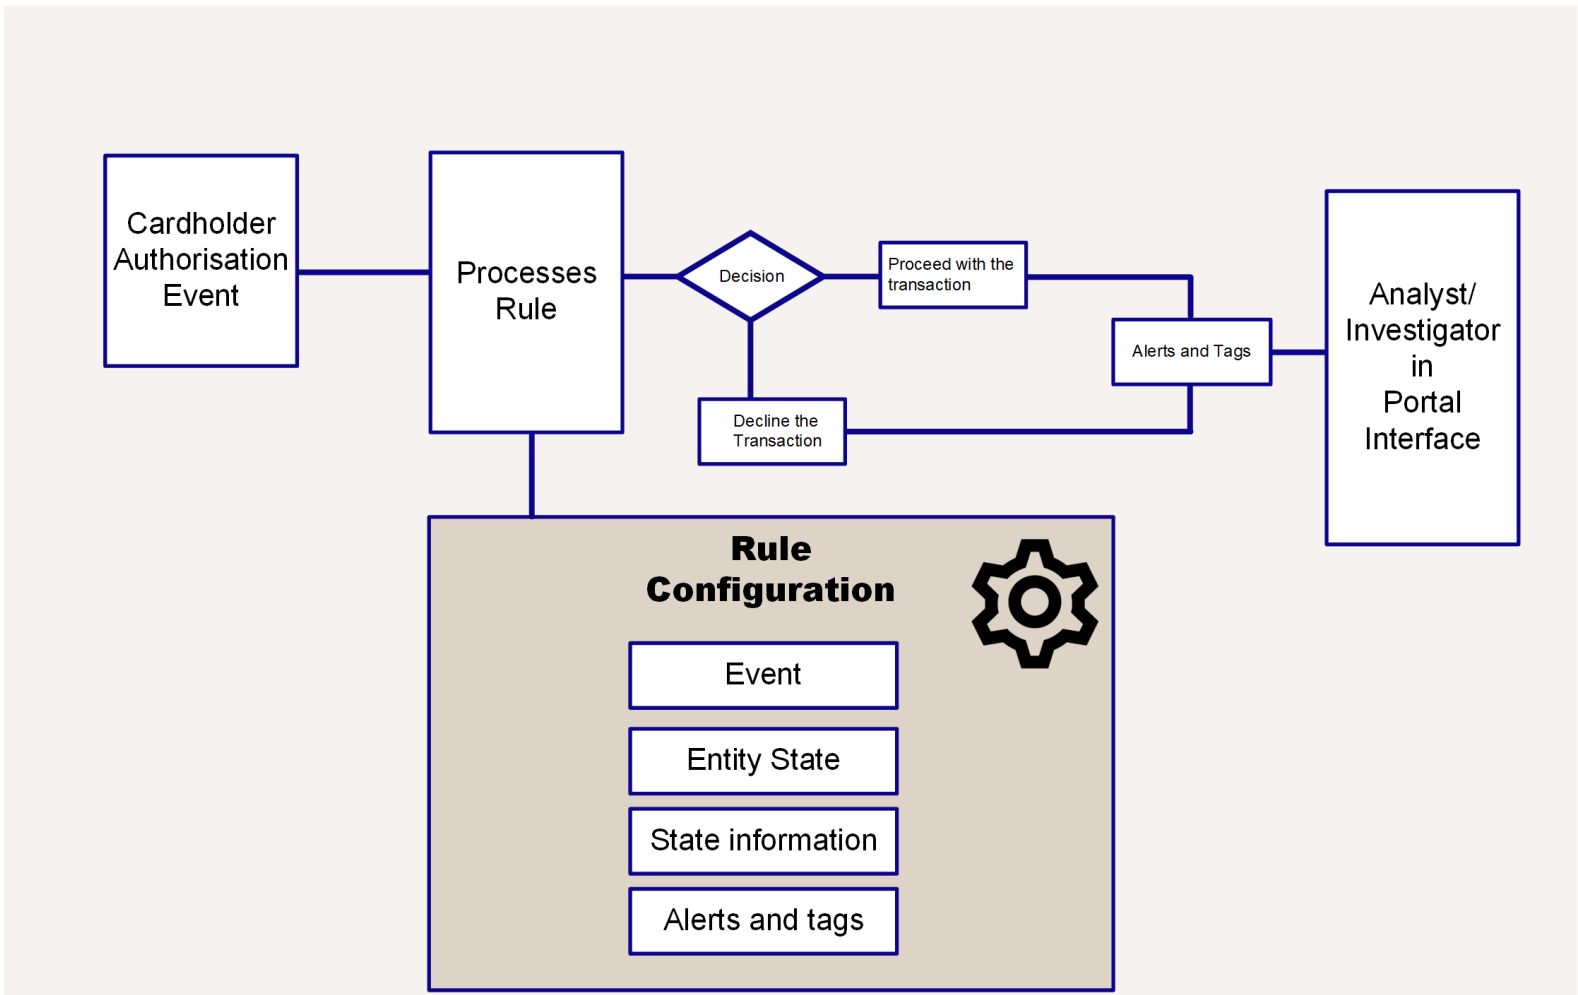 Cardholder
Authorisation
Event
Processes
Rule
Decision
Proceed with the
transaction
Decline the
Transaction
Alerts and Tags
Analyst/
Investigator
in
Portal
Interface
Rule
Configuration
Event
Entity State
State information
Alerts and tags